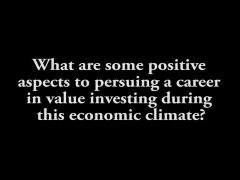 What are some positive
aspects to persuing a career
in value investing during
this economic climate?